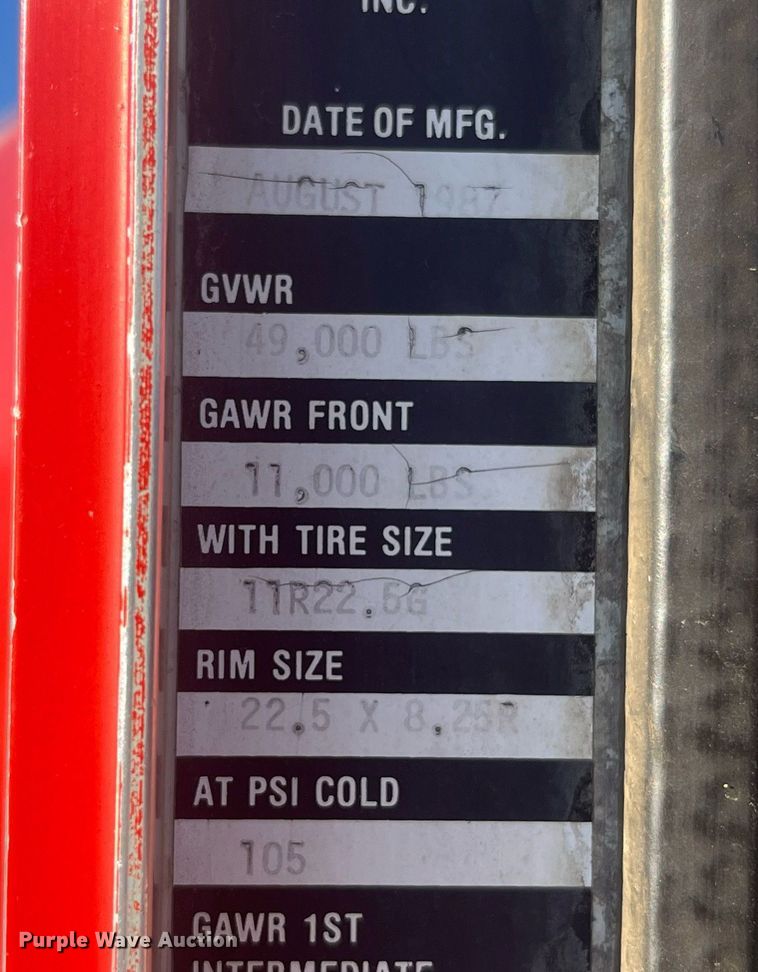 INC.
DATE OF MFG.
AUGUST 1987
GVWR
49,000 LBS
GAWR FRONT
11,000 LBS
WITH TIRE SIZE
11R22.5G
RIM SIZE
22.5 X 8.25R
AT PSI COLD
105
GAWR 1ST
INTERMEDIATE
Purple Wave Auction